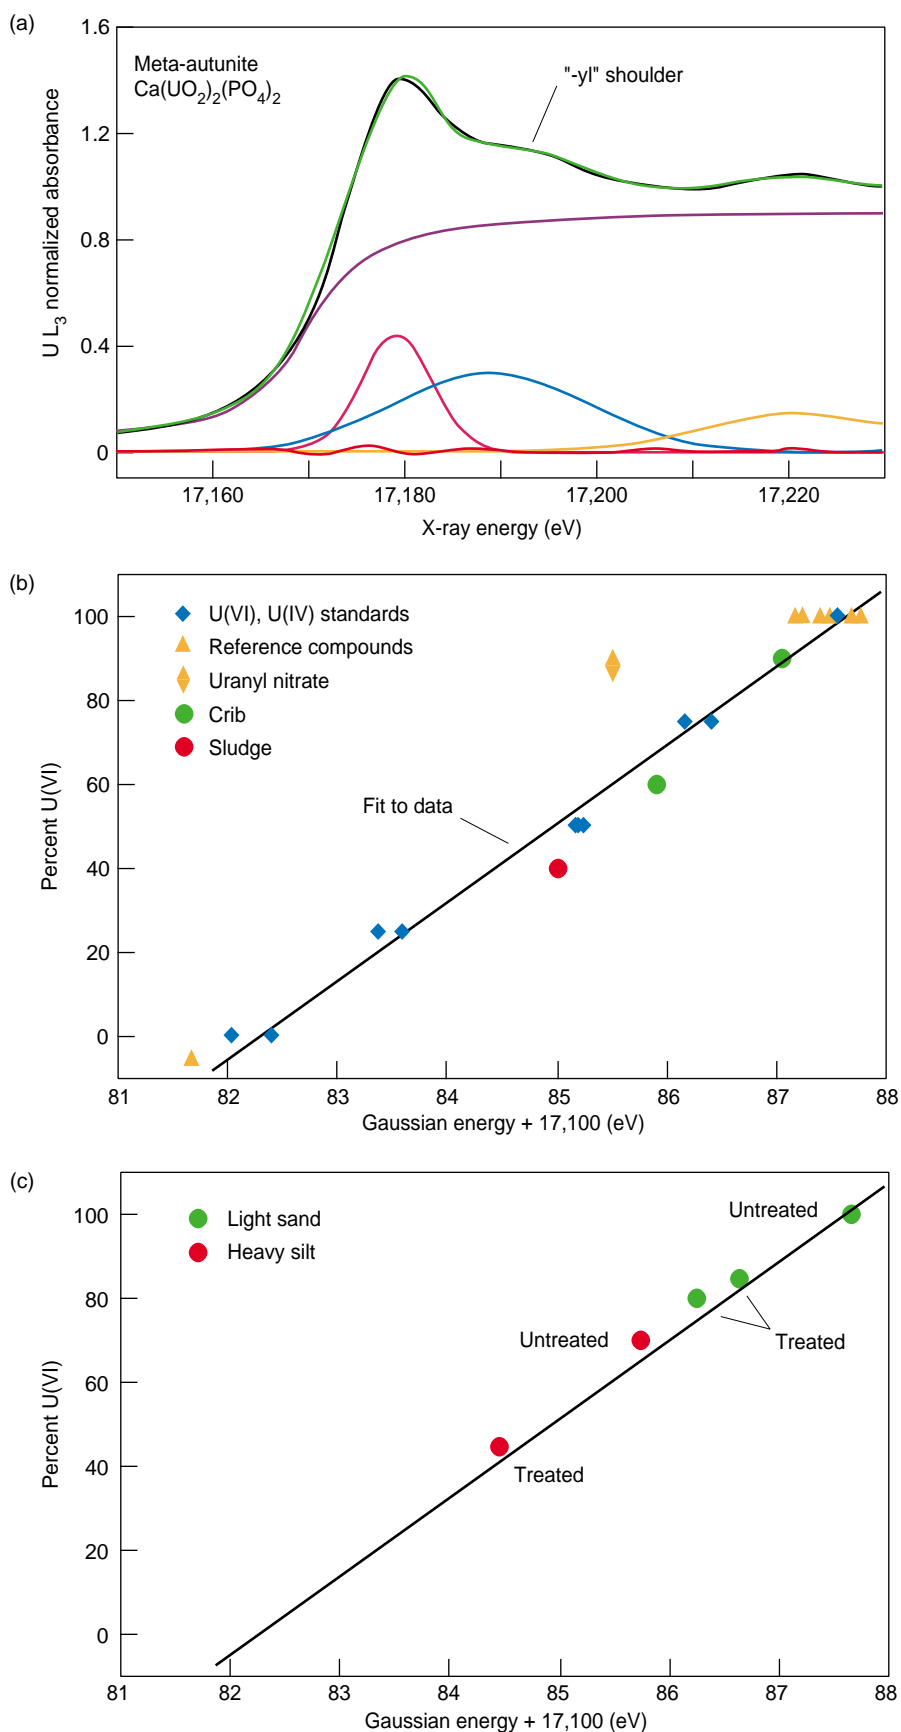 (a)
1.6
1.2
0.8
0.4
0
U L3 normalized absorbance
Meta-autunite
Ca(UO2)2(PO4)2
"-yl" shoulder
17,160
17,180
17,200
17,220
X-ray energy (eV)
(b)
100
80
60
40
20
0
Percent U(VI)
U(VI), U(IV) standards
Reference compounds
Uranyl nitrate
Crib
Sludge
Fit to data
81
82
83
84
85
86
87
88
Gaussian energy + 17,100 (eV)
(c)
100
80
60
40
20
0
Percent U(VI)
Light sand
Heavy silt
Untreated
Treated
Untreated
Treated
81
82
83
84
85
86
87
88
Gaussian energy + 17,100 (eV)